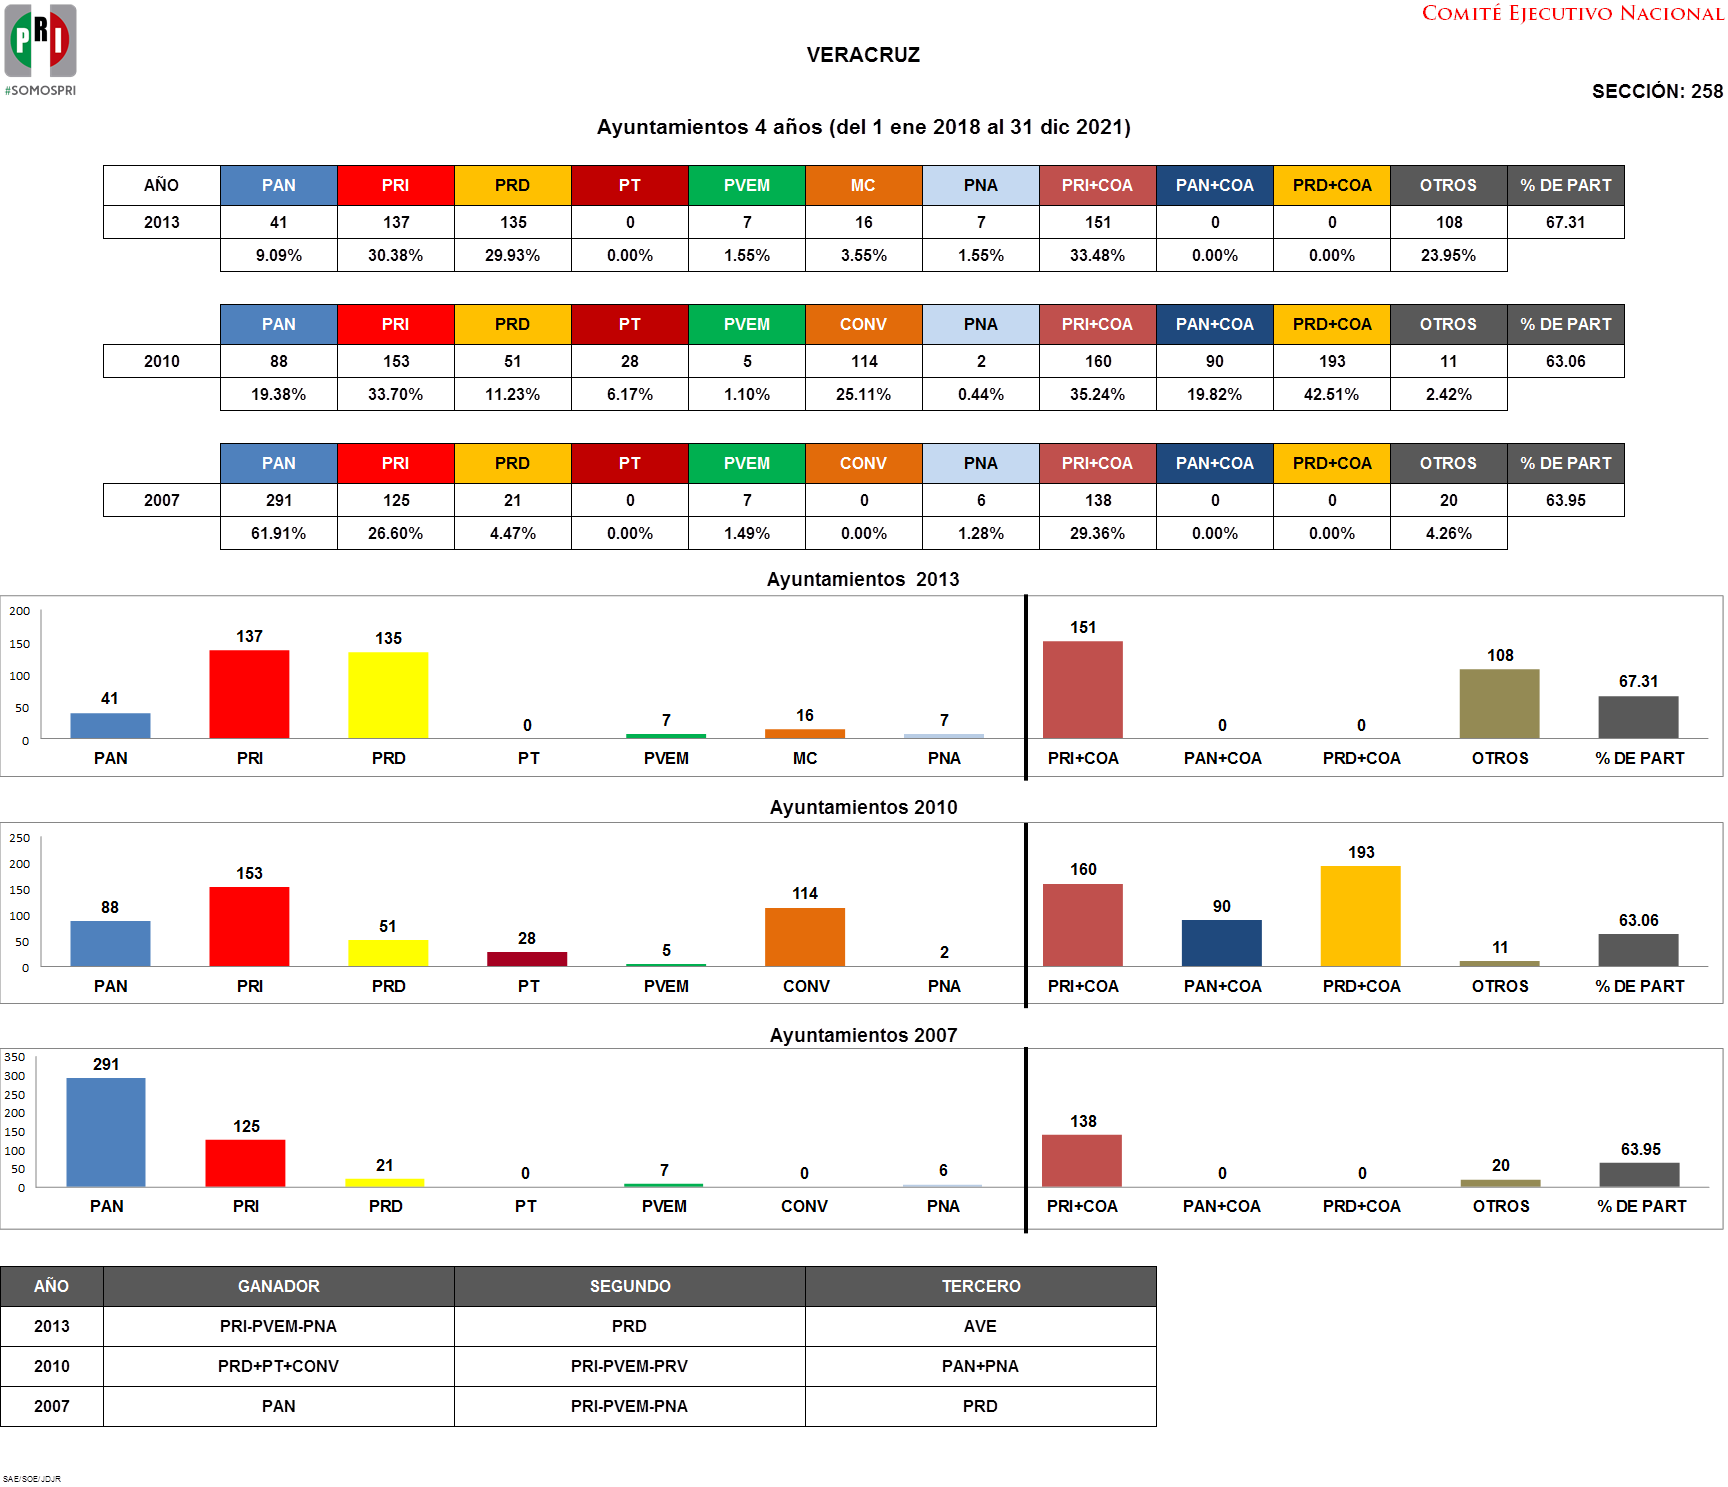 PRI
#SOMOSPRI
COMITÉ EJECUTIVO NACIONAL
VERACRUZ
SECCIÓN: 258
Ayuntamientos 4 años (del 1 ene 2018 al 31 dic 2021)
AÑO PAN PRI PRD PT PVEM MC PNA PRI+COA PAN+COA PRD+COA OTROS % DE PART
2013 41 137 135 0 7 16 7 151 0 0 108 67.31
9.09% 30.38% 29.93% 0.00% 1.55% 3.55% 1.55% 33.48% 0.00% 0.00% 23.95%
PAN PRI PRD PT PVEM CONV PNA PRI+COA PAN+COA PRD+COA OTROS % DE PART
2010 88 153 51 28 5 114 2 160 90 193 11 63.06
19.38% 33.70% 11.23% 6.17% 1.10% 25.11% 0.44% 35.24% 19.82% 42.51% 2.42%
PAN PRI PRD PT PVEM CONV PNA PRI+COA PAN+COA PRD+COA OTROS % DE PART
2007 291 125 21 0 7 0 6 138 0 0 20 63.95
61.91% 26.60% 4.47% 0.00% 1.49% 0.00% 1.28% 29.36% 0.00% 0.00% 4.26%
Ayuntamientos 2013
200
150
100
50
0
41 137 135 0 7 16 7 151 0 0 108 67.31
PAN PRI PRD PT PVEM MC PNA PRI+COA PAN+COA PRD+COA OTROS % DE PART
Ayuntamientos 2010
250
200
150
100
50
0
88 153 51 28 5 114 2 160 90 193 11 63.06
PAN PRI PRD PT PVEM CONV PNA PRI+COA PAN+COA PRD+COA OTROS % DE PART
Ayuntamientos 2007
350
300
250
200
150
100
50
0
291 125 21 0 7 0 6 138 0 0 20 63.95
PAN PRI PRD PT PVEM CONV PNA PRI+COA PAN+COA PRD+COA OTROS % DE PART
AÑO GANADOR SEGUNDO TERCERO
2013 PRI-PVEM-PNA PRD AVE
2010 PRD+PT+CONV PRI-PVEM-PRV PAN+PNA
2007 PAN PRI-PVEM-PNA PRD
SAE/SOE/JDJR